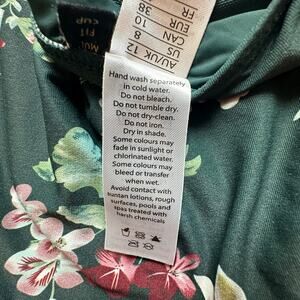 MULTI
FIT
CUP
AU/UK 12
US 8
CAN 10
EUR 38
FR
Hand wash separately
in cold water.
Do not bleach.
Do not tumble dry.
Do not dry-clean.
Do not iron.
Dry in shade.
Some colours may
fade in sunlight or
chlorinated water.
Some colours may
bleed or transfer
when wet.
Avoid contact with
suntan lotions, rough
surfaces, pools and
spas treated with
harsh chemicals